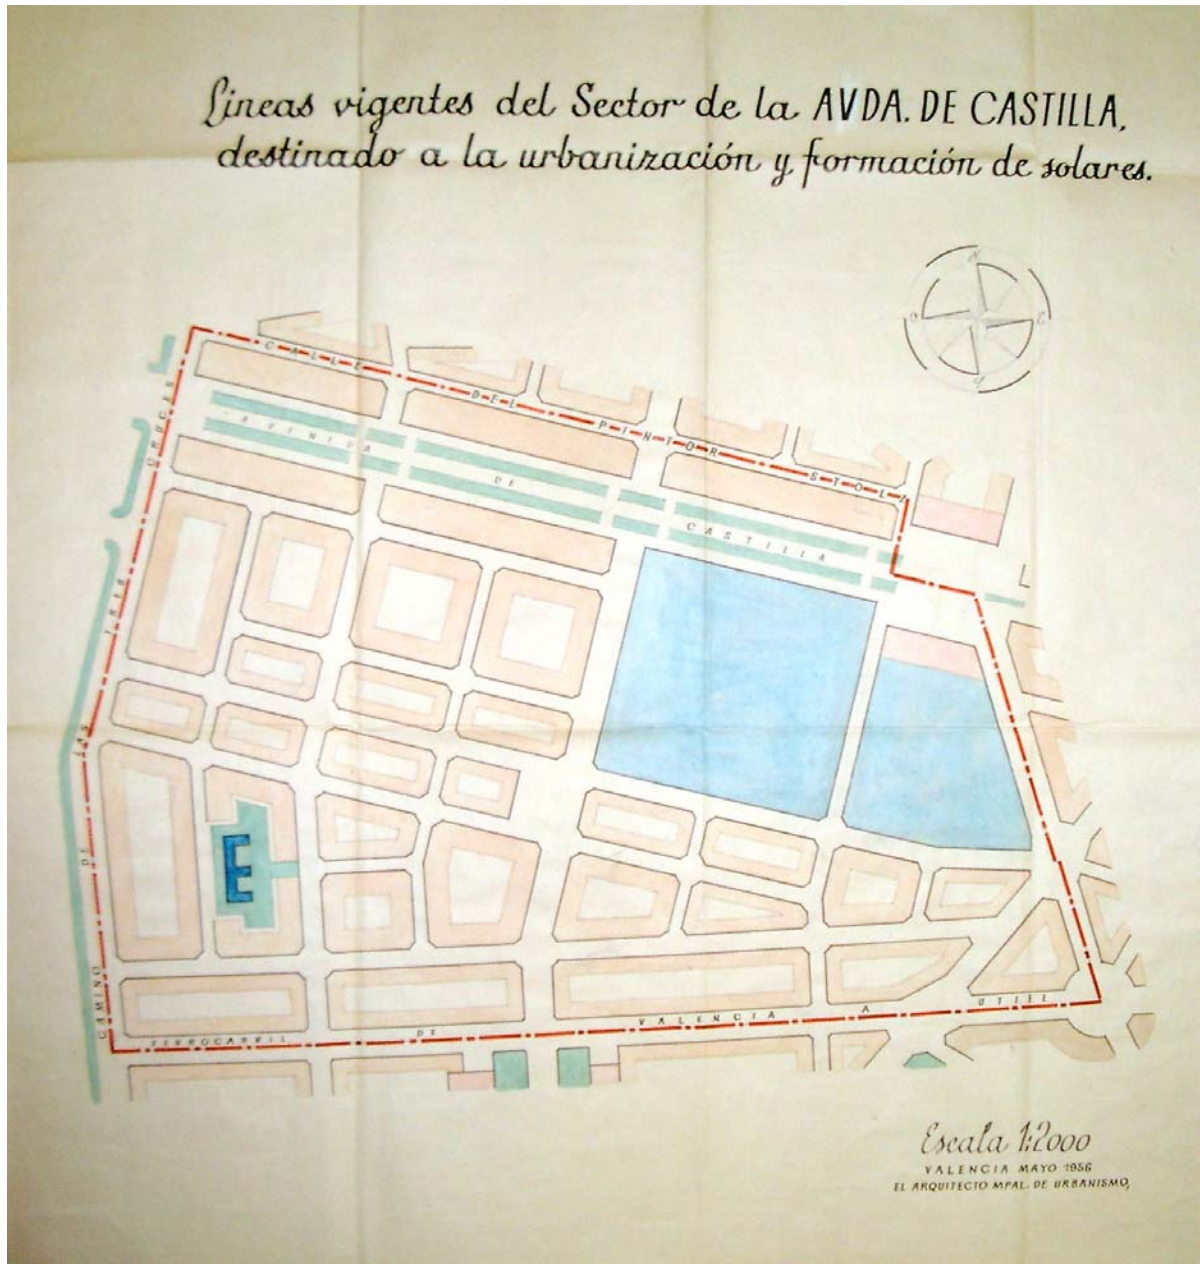 Lineas vigentes del Sector de la AVDA. DE CASTILLA,
destinado a la urbanización y formación de solares.
N
O
E
CALLE DEL PINTOR STOLZ
AVENIDA DE CASTILLA
CAMINO DE LAS TRES CRUCES
FERROCARRIL DE VALENCIA A UTIEL
Escala 1:2000
VALENCIA MAYO 1956
EL ARQUITECTO MPAL. DE URBANISMO,